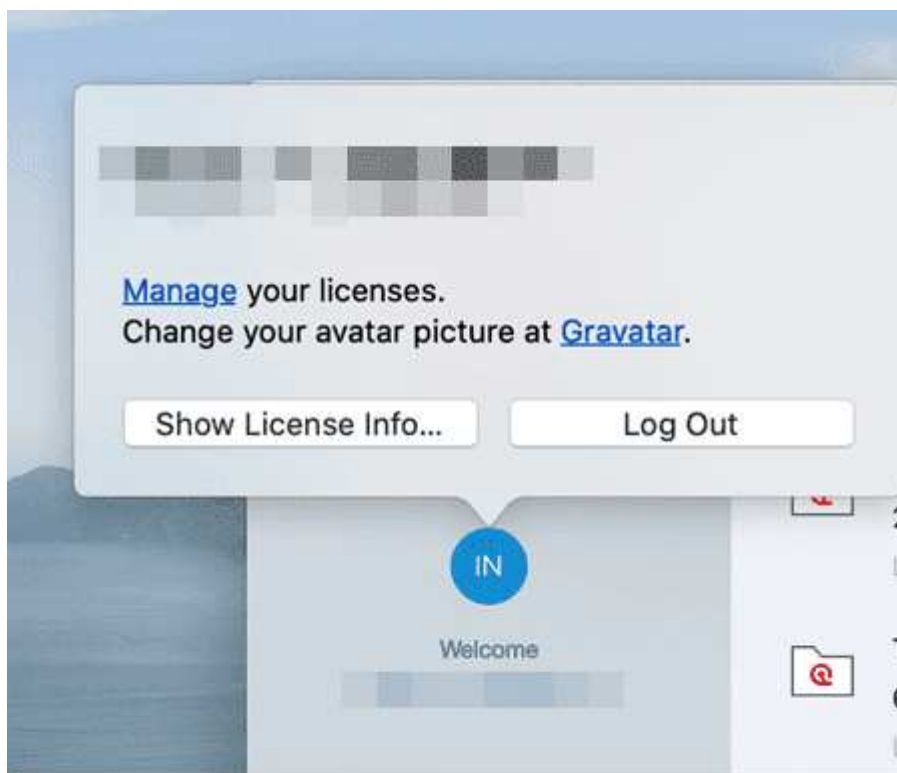 Manage your licenses.
Change your avatar picture at Gravatar.
Show License Info...
Log Out
IN
Welcome